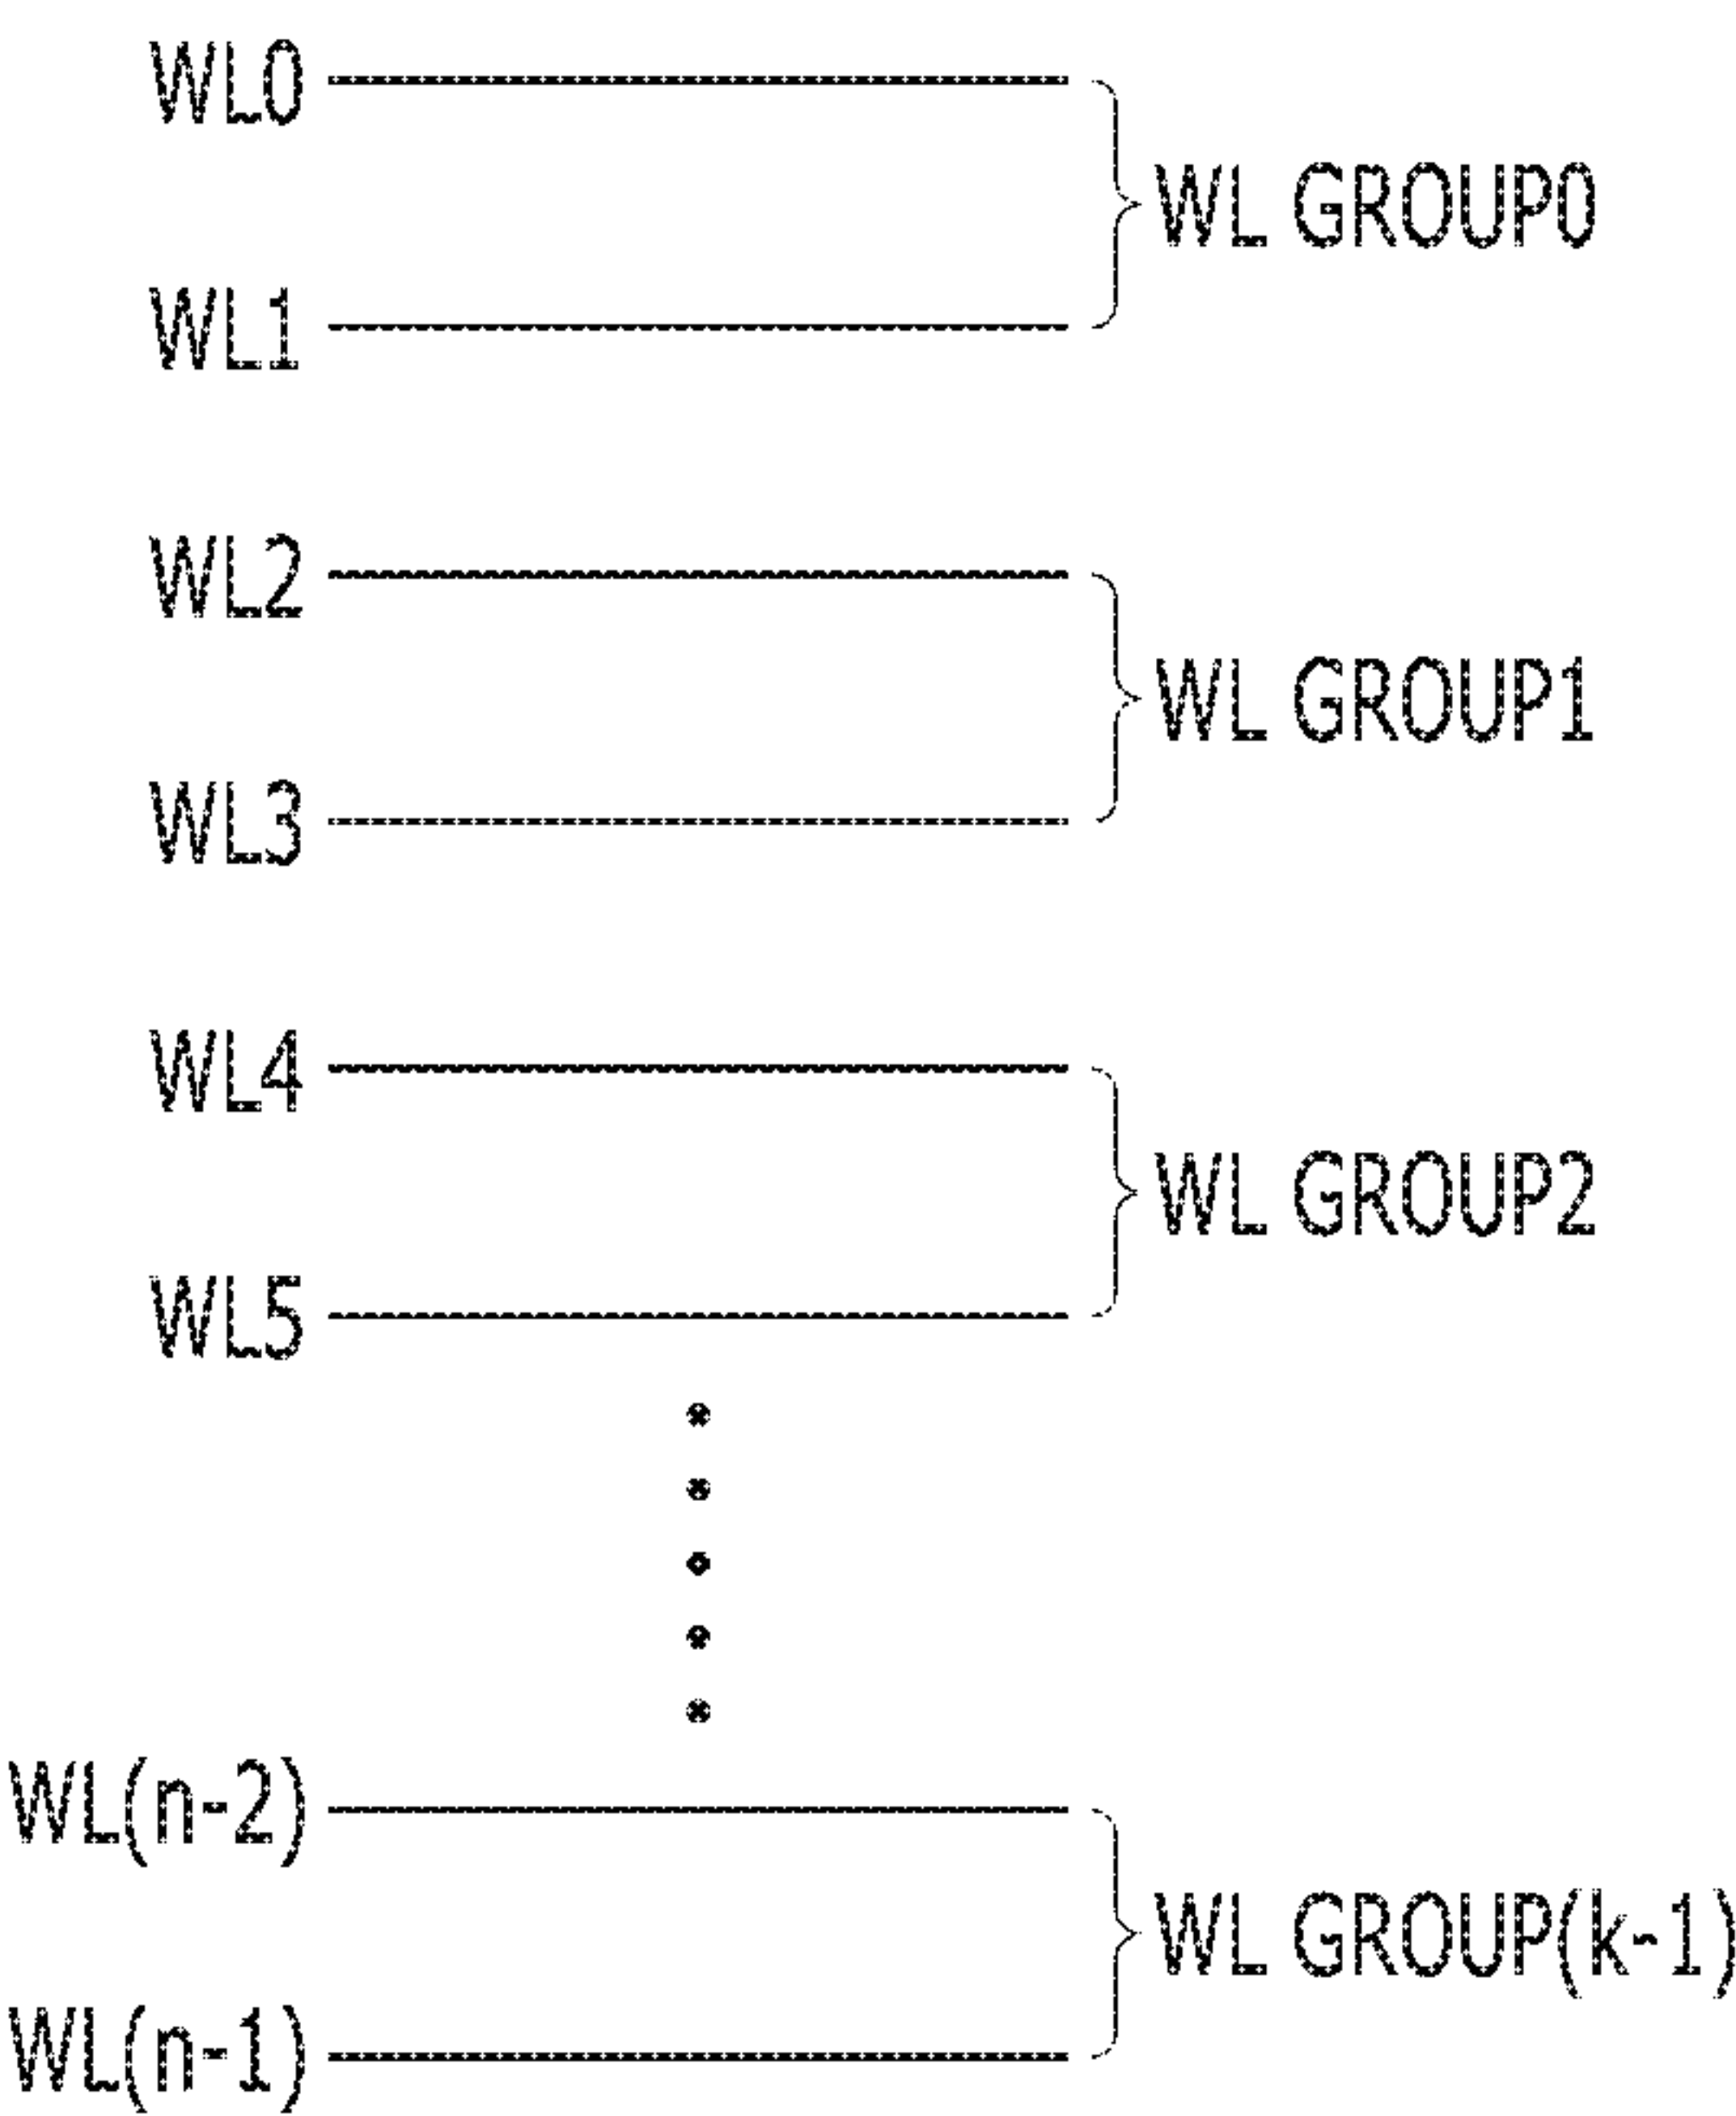 WL0
WL GROUP0
WL1
WL2
WL GROUP1
WL3
WL4
WL GROUP2
WL5
WL(n-2)
WL GROUP(k-1)
WL(n-1)